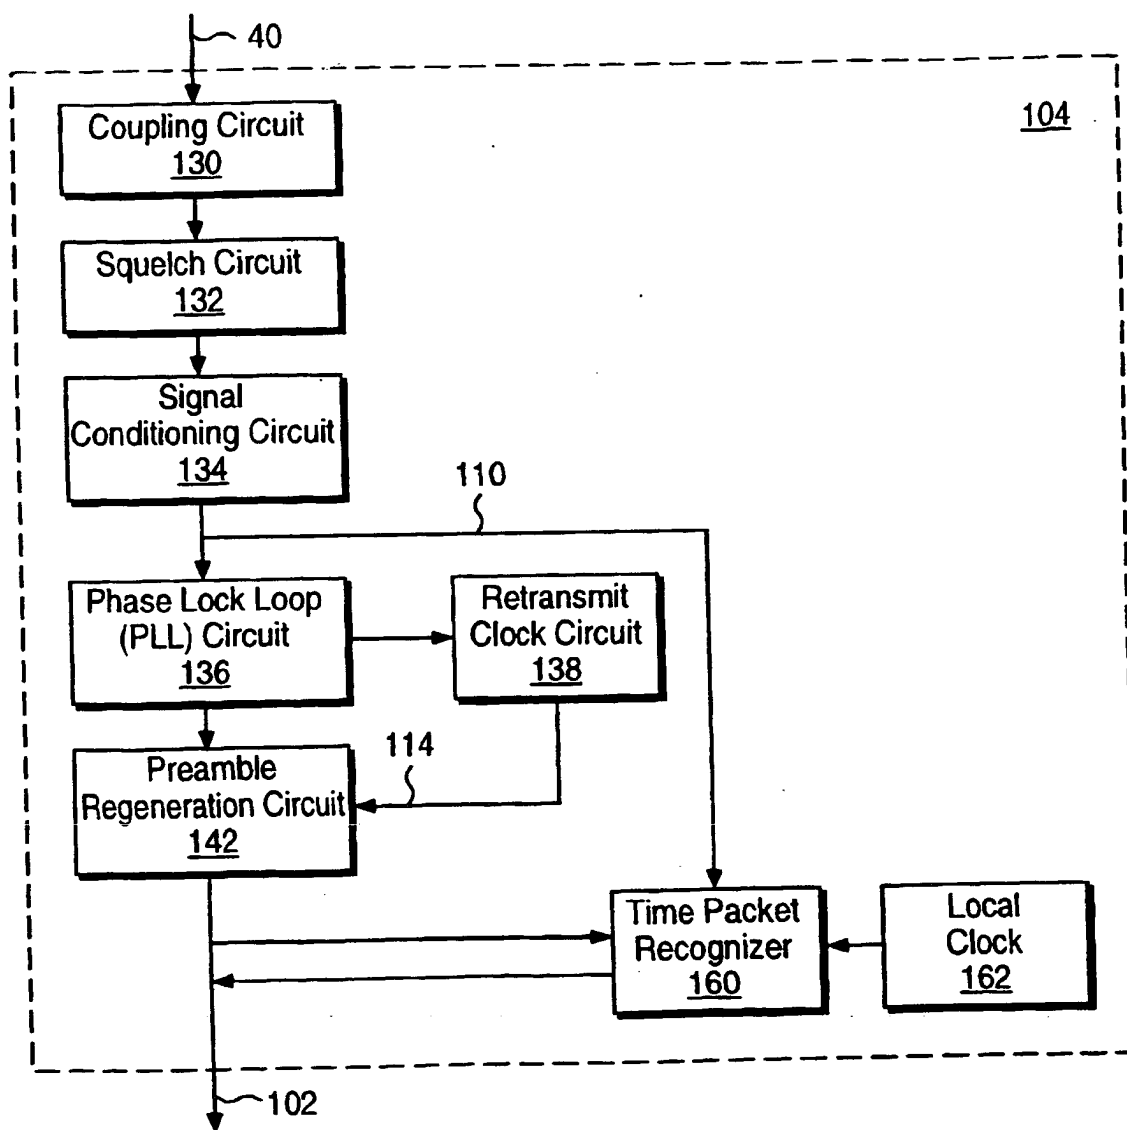 40
104
Coupling Circuit
130
Squelch Circuit
132
Signal
Conditioning Circuit
134
110
Phase Lock Loop
(PLL) Circuit
136
Retransmit
Clock Circuit
138
114
Preamble
Regeneration Circuit
142
Time Packet
Recognizer
160
Local
Clock
162
102